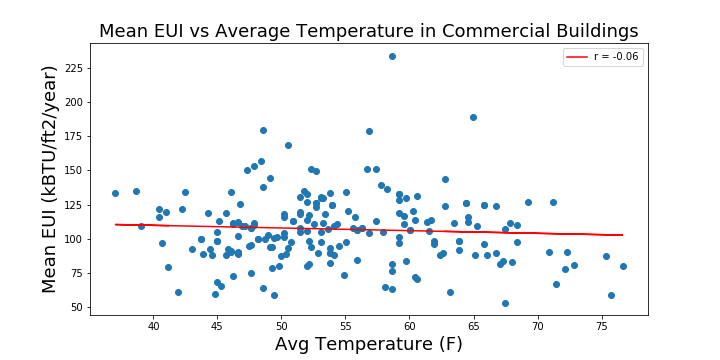 Mean EUI vs Average Temperature in Commercial Buildings
r = -0.06
Mean EUI (kBTU/ft2/year)
225
200
175
150
125
100
75
50
40 45 50 55 60 65 70 75
Avg Temperature (F)